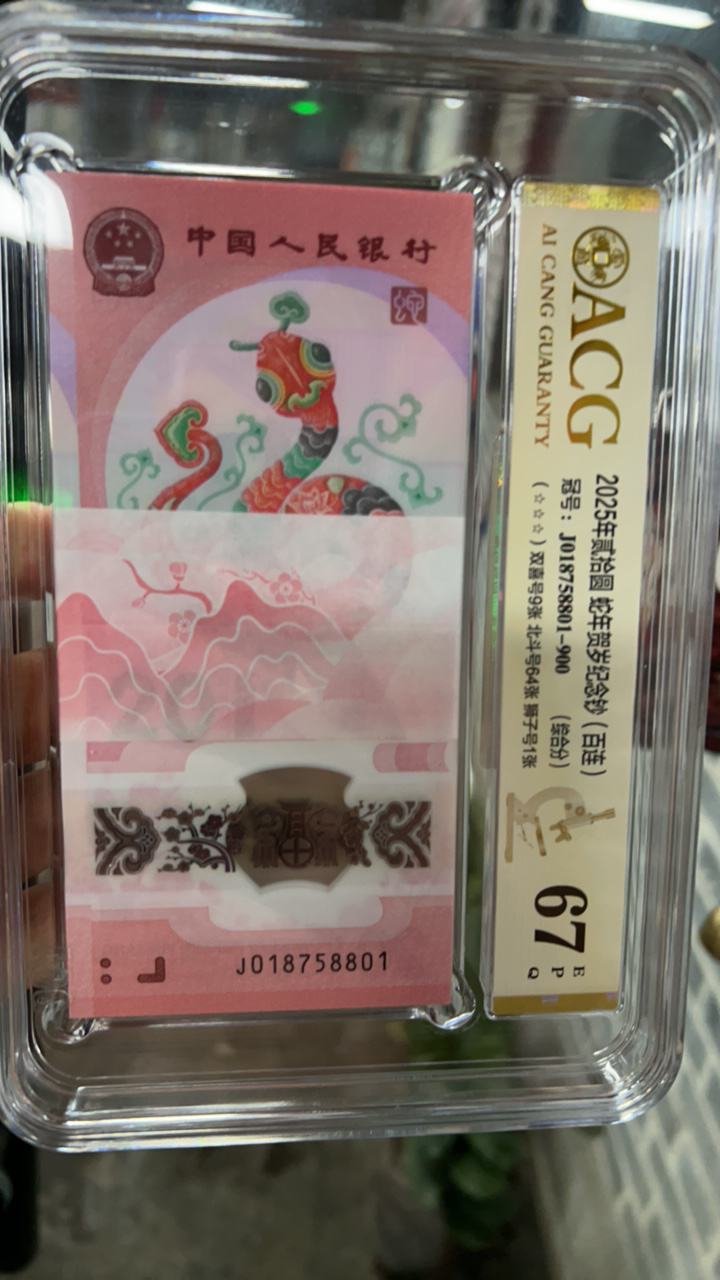 中国人民银行
J018758801
ACG
AI CANG GUARANTY
2025年贰拾圆 蛇年贺岁纪念钞（百连）
冠号：J018758801-900 （综合分）
（☆☆☆）双喜号9张 北斗号64张 狮子号1张
67
EPQ